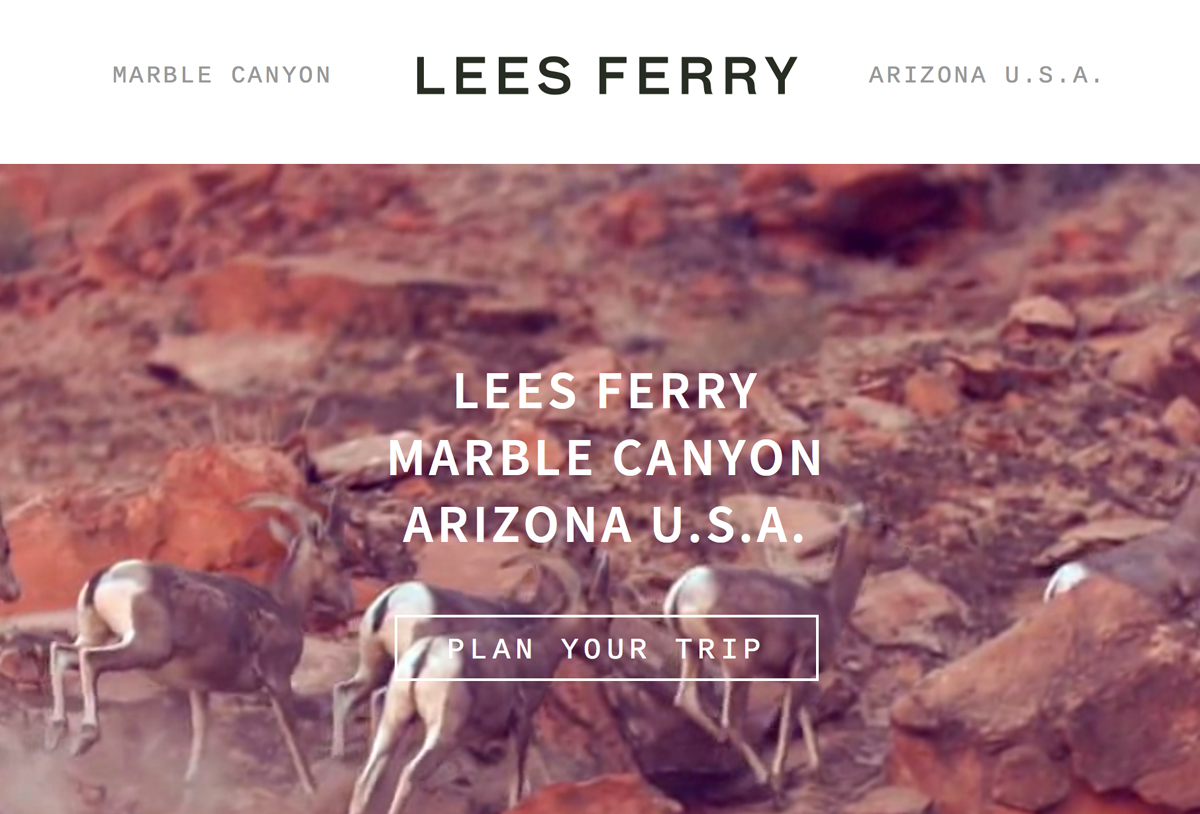 MARBLE CANYON LEES FERRY ARIZONA U.S.A.
LEES FERRY
MARBLE CANYON
ARIZONA U.S.A.
PLAN YOUR TRIP